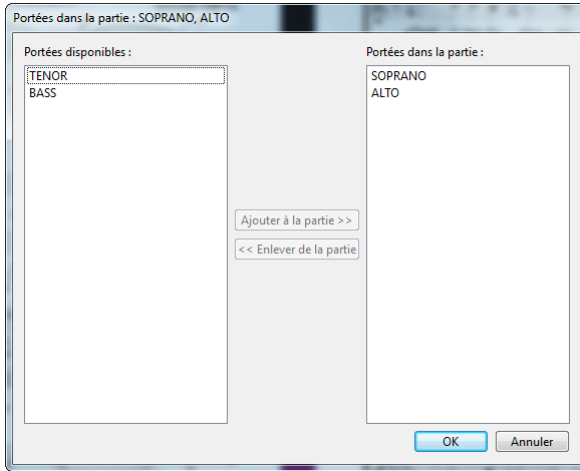 Portées dans la partie : SOPRANO, ALTO
Portées disponibles :
TENOR
BASS
Ajouter à la partie >>
<< Enlever de la partie
Portées dans la partie :
SOPRANO
ALTO
OK
Annuler